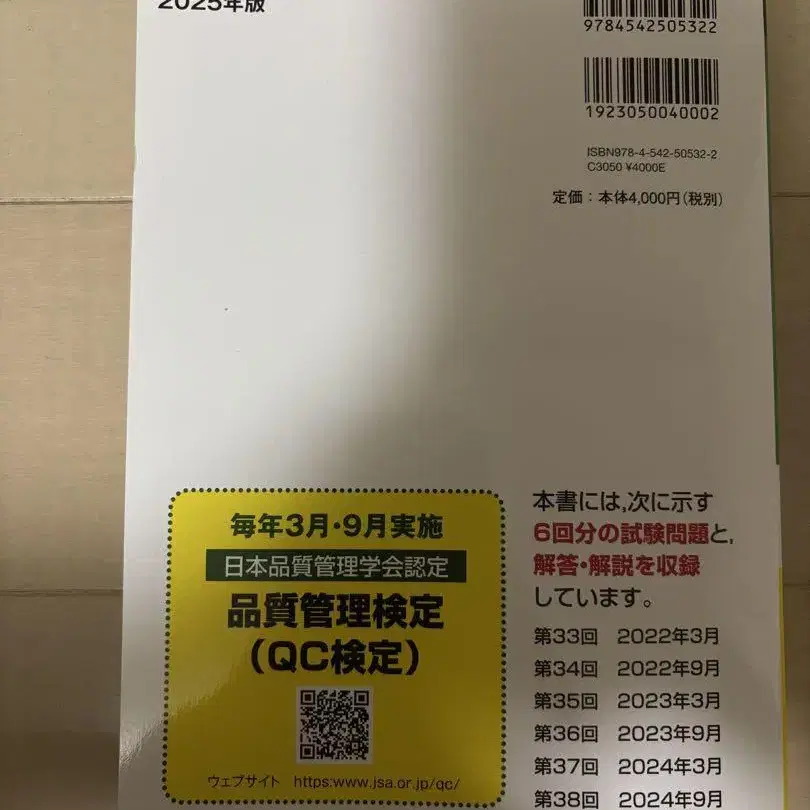 2025年版
9784542505322
1923050040002
ISBN978-4-542-50532-2
C3050 ¥4000E
定価：本体4,000円(税別)
毎年3月・9月実施
日本品質管理学会認定
品質管理検定
(QC検定)
ウェブサイト https:www.jsa.or.jp/qc/
本書には,次に示す
6回分の試験問題と,
解答・解説を収録
しています。
第33回 2022年3月
第34回 2022年9月
第35回 2023年3月
第36回 2023年9月
第37回 2024年3月
第38回 2024年9月